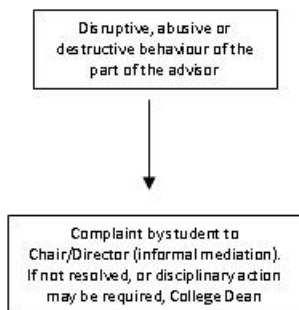 Disruptive, abusive or
destructive behaviour of the
part of the advisor
Complaint by student to
Chair/Director (informal mediation).
If not resolved, or disciplinary action
may be required, College Dean